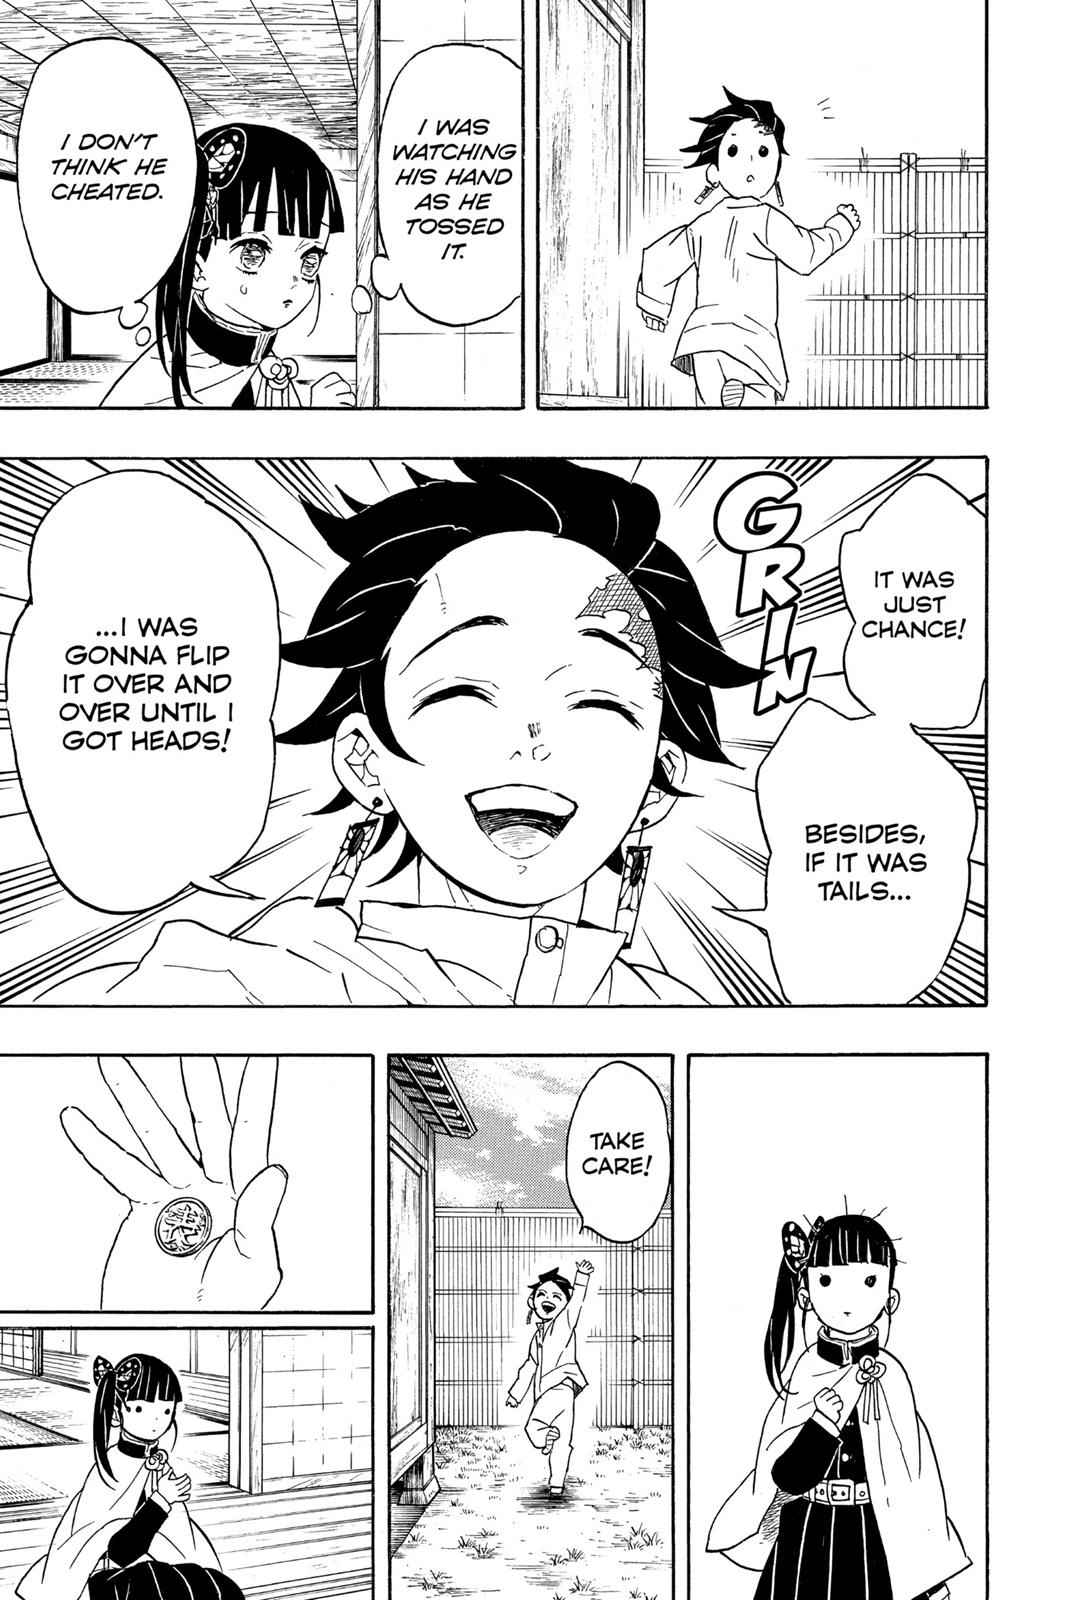 I WAS
WATCHING
HIS HAND
AS HE
TOSSED
IT.
I DON'T
THINK HE
CHEATED.
GRIN
IT WAS
JUST
CHANCE!
BESIDES,
IF IT WAS
TAILS...
...I WAS
GONNA FLIP
IT OVER AND
OVER UNTIL I
GOT HEADS!
TAKE
CARE!